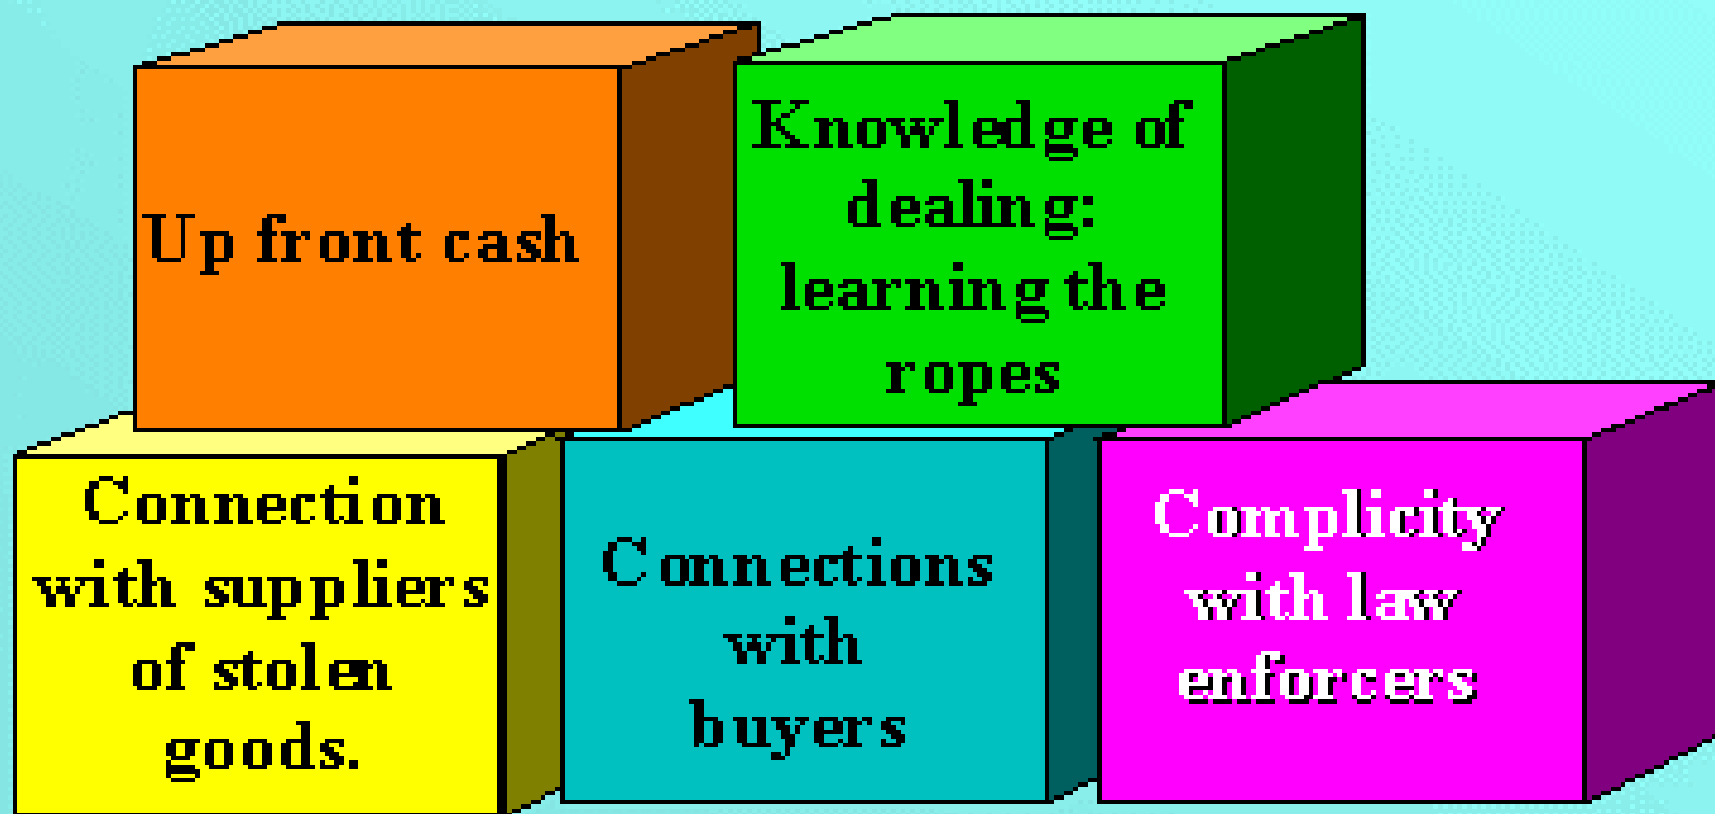 Up front cash
Knowledge of
dealing:
learning the
ropes
Connection
with suppliers
of stolen
goods.
Connections
with
buyers
Complicity
with law
enforcers